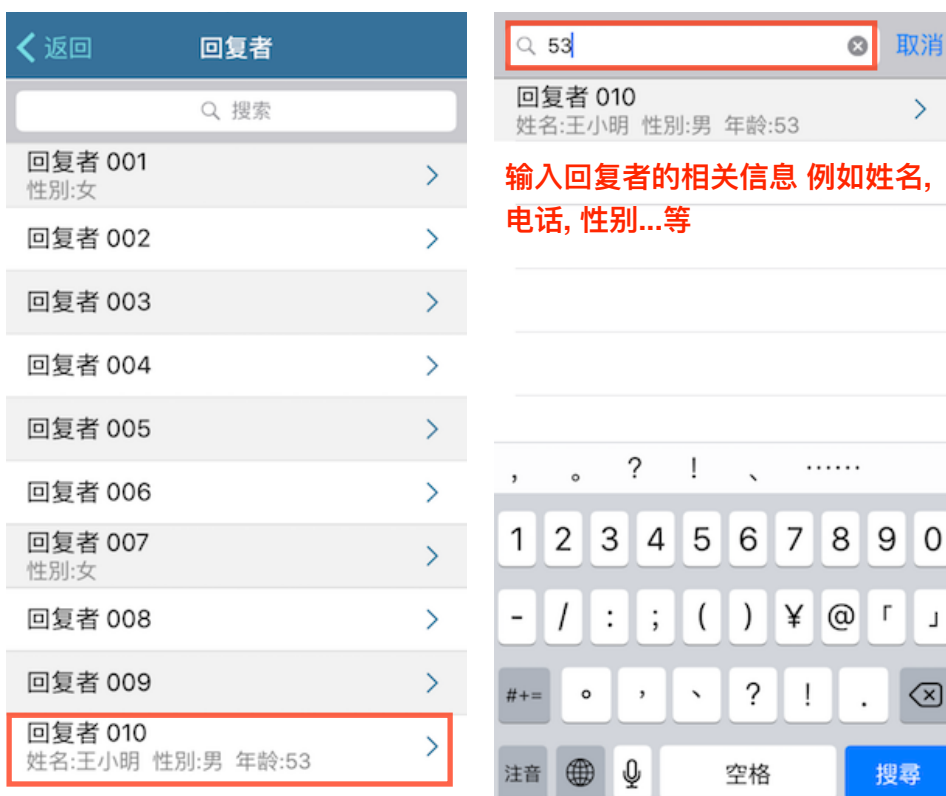 返回
回复者
搜索
回复者 001
性别:女
回复者 002
回复者 003
回复者 004
回复者 005
回复者 006
回复者 007
性别:女
回复者 008
回复者 009
回复者 010
姓名:王小明 性别:男 年龄:53
53
取消
回复者 010
姓名:王小明 性别:男 年龄:53
输入回复者的相关信息 例如姓名,
电话, 性别...等
, 。 ? ! 、 ……
1 2 3 4 5 6 7 8 9 0
- / : ; ( ) ¥ @ 「 」
#+= 。 , 、 ? ! .
注音 空格 搜尋